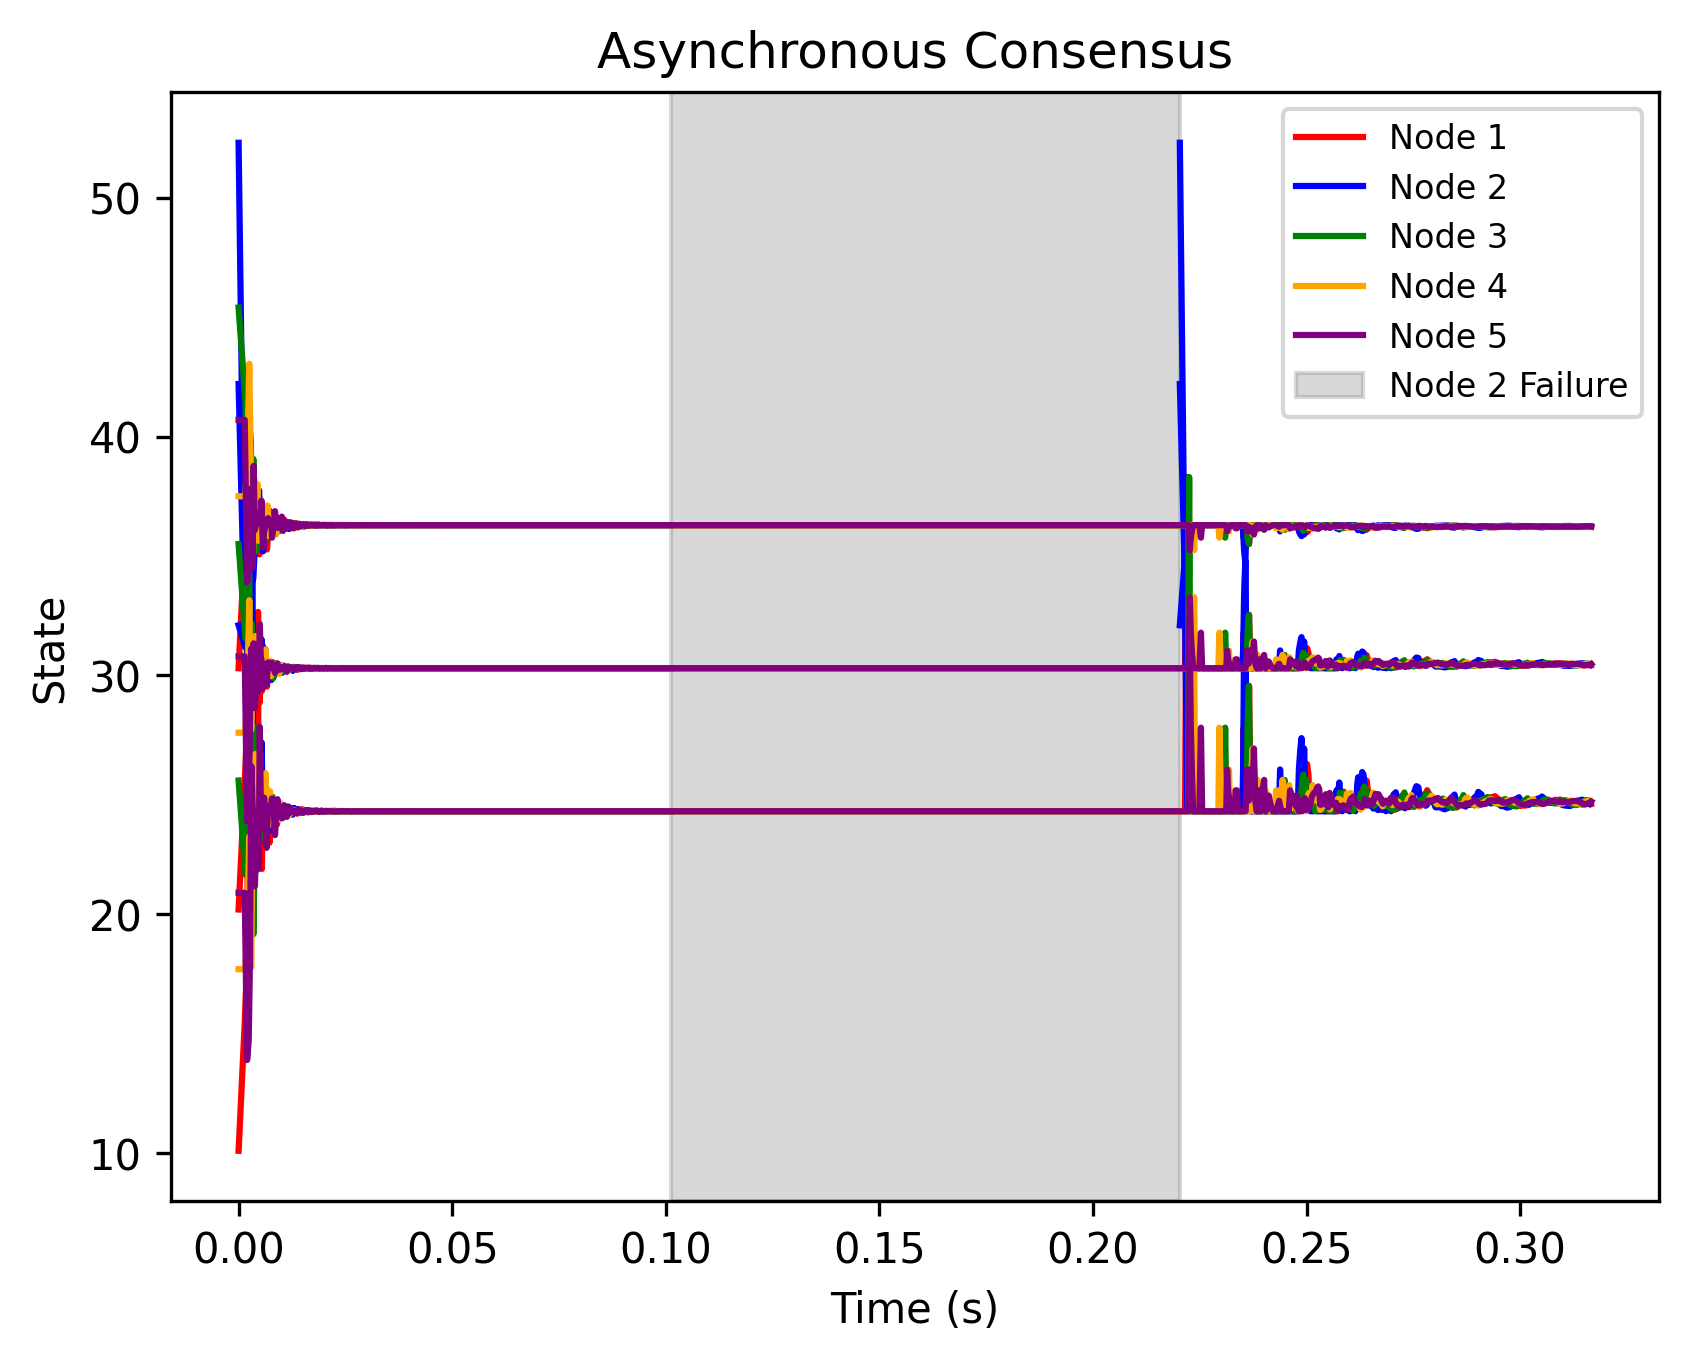 Asynchronous Consensus
Node 1
Node 2
Node 3
Node 4
Node 5
Node 2 Failure
State
50
40
30
20
10
0.00 0.05 0.10 0.15 0.20 0.25 0.30
Time (s)